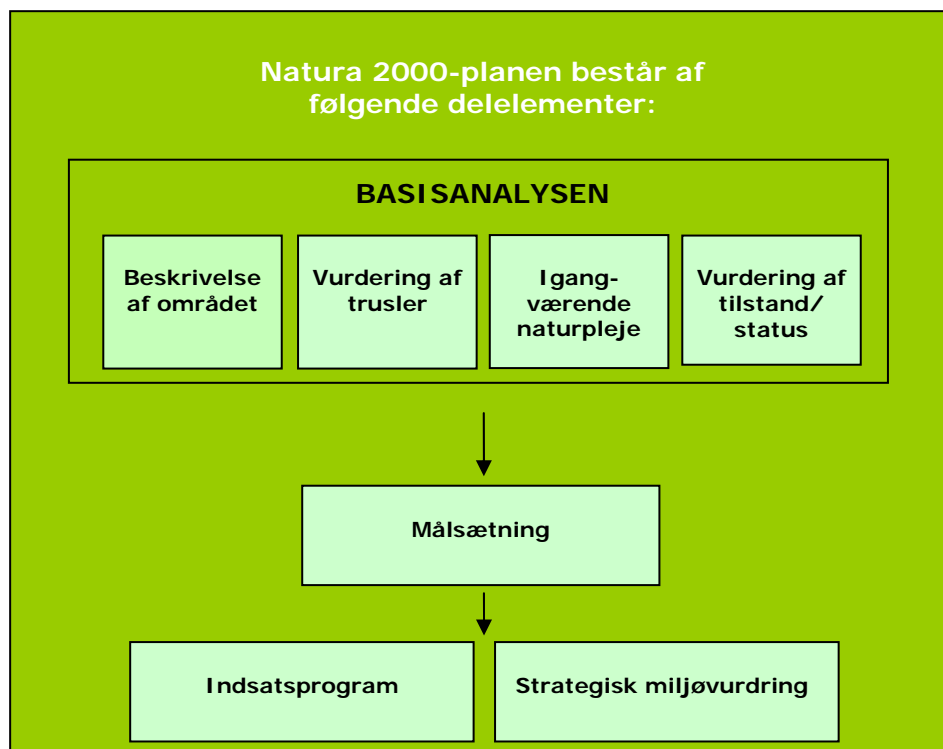 Natura 2000-planen består af
følgende delelementer:
BASISANALYSEN
Beskrivelse
af området
Vurdering af
trusler
Igang-
værende
naturpleje
Vurdering af
tilstand/
status
Målsætning
Indsatsprogram
Strategisk miljøvurdring